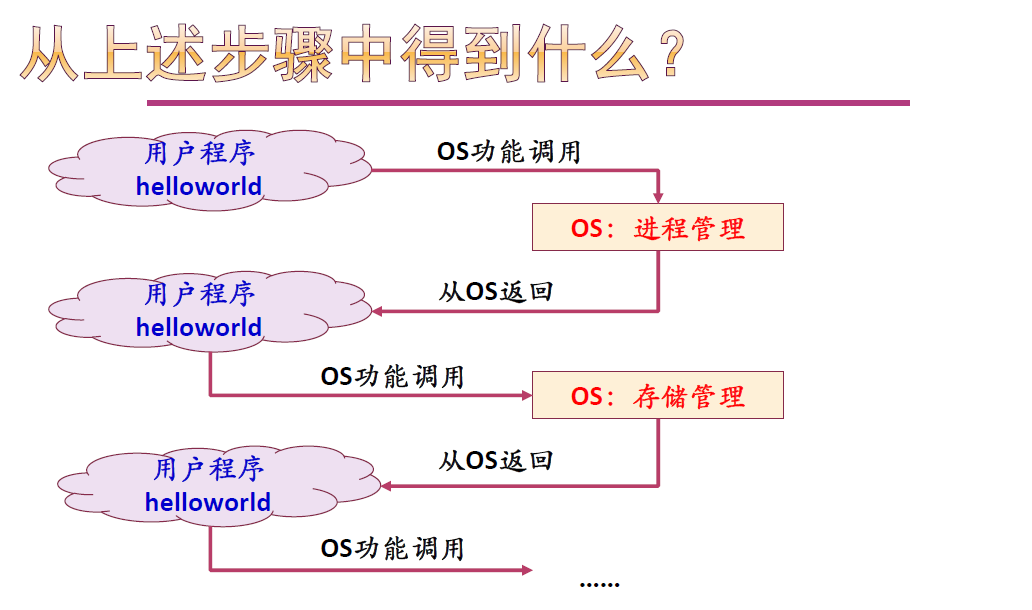 从上述步骤中得到什么？
用户程序
helloworld
OS功能调用
OS：进程管理
用户程序
helloworld
从OS返回
OS功能调用
OS：存储管理
用户程序
helloworld
从OS返回
OS功能调用
……